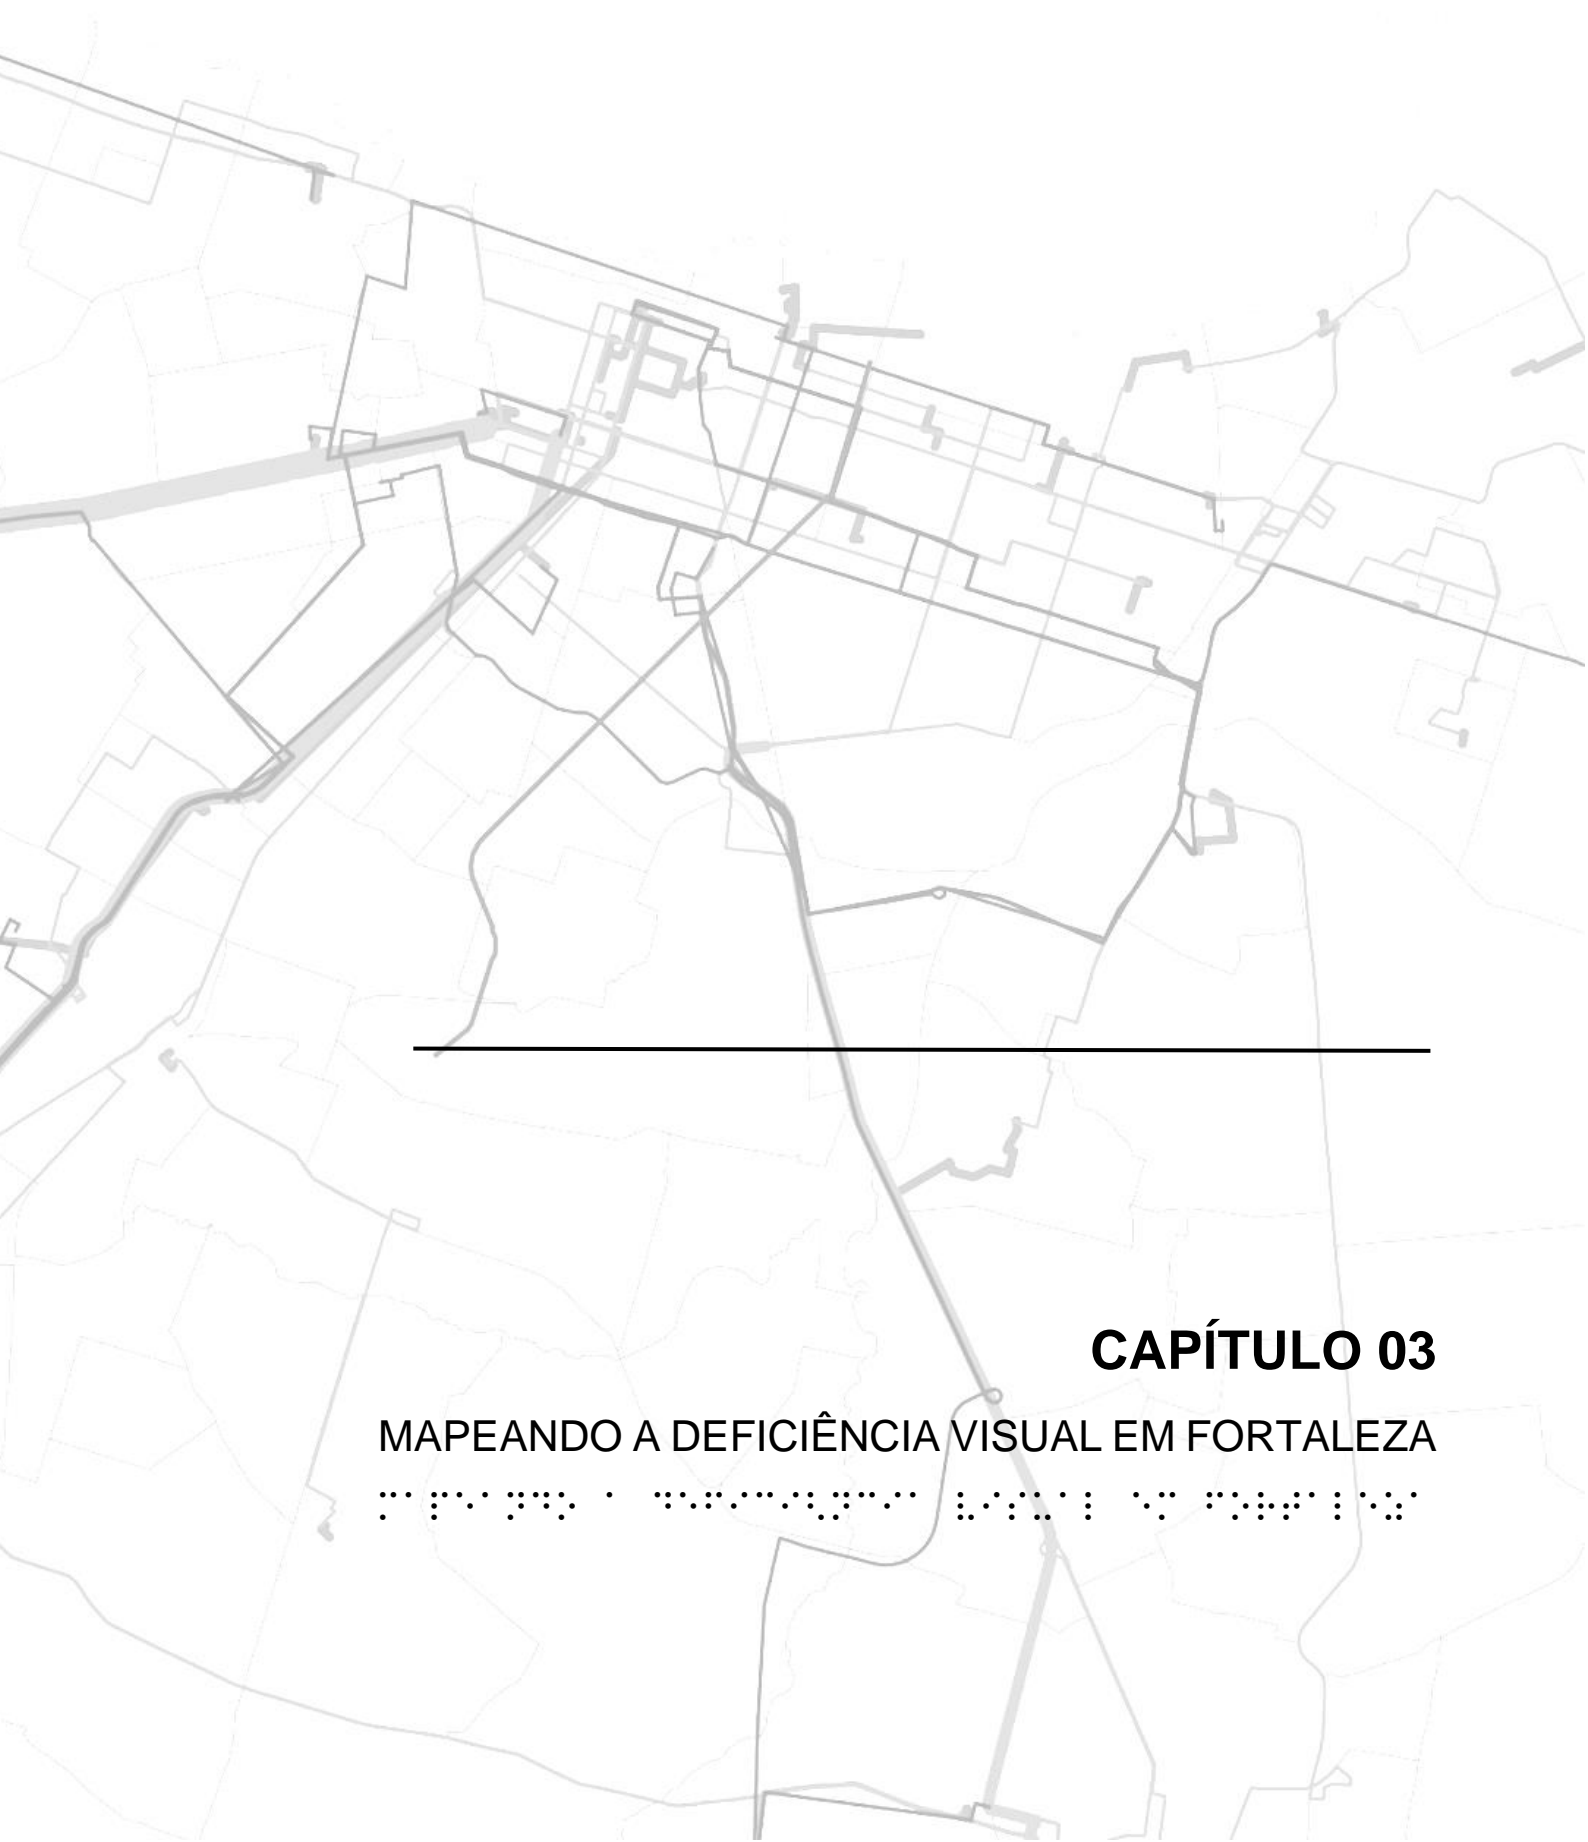 CAPÍTULO 03
MAPEANDO A DEFICIÊNCIA VISUAL EM FORTALEZA
⠍⠁⠏⠑⠁⠝⠙⠕ ⠁ ⠙⠑⠋⠊⠉⠊⠣⠝⠉⠊⠁ ⠧⠊⠎⠥⠁⠇ ⠑⠍ ⠋⠕⠗⠞⠁⠇⠑⠵⠁